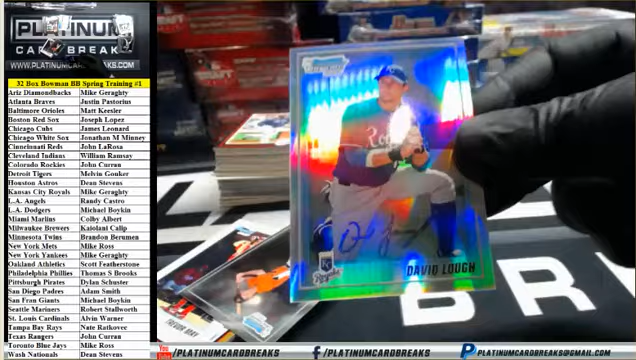 PLATINUM
CARD BREAKS
WWW.PLATINUMCARDBREAKS.COM
32 Box Bowman BB Spring Training #1
Ariz Diamondbacks Mike Geraghty
Atlanta Braves Justin Pastorius
Baltimore Orioles Matt Keesler
Boston Red Sox Joseph Lopez
Chicago Cubs James Leonard
Chicago White Sox Jonathan M Minney
Cincinneti Reds John LaRosa
Cleveland Indians William Ramsay
Colorado Rockies John Curran
Detroit Tigers Melvin Gouker
Houston Astros Dean Stevens
Kansas City Royals Mike Geraghty
L.A. Angels Randy Castro
L.A. Dodgers Michael Boykin
Miami Marlins Colby Albert
Milwaukee Brewers Kaiolani Calip
Minnesota Twins Brandon Berumen
New York Mets Mike Ross
New York Yankees Mike Geraghty
Oakland Athletics Scott Featherstone
Philadelphia Phillies Thomas S Brooks
Pittsburg Pirates Dylan Schuster
San Diego Padres Adam Smith
San Fran Giants Michael Boykin
Seattle Mariners Robert Stallworth
St. Louis Cardinals Alvin Warner
Tampa Bay Rays Nate Ratkovec
Texas Rangers John Curran
Toronto Blue Jays Mike Ross
Wash Nationals Dean Stevens
Royals
DAVID LOUGH
BR
/PLATINUMCARDBREAKS
/PLATINUMCARDBREAKS
PLATINUMCARDBREAKS@GMAIL.COM